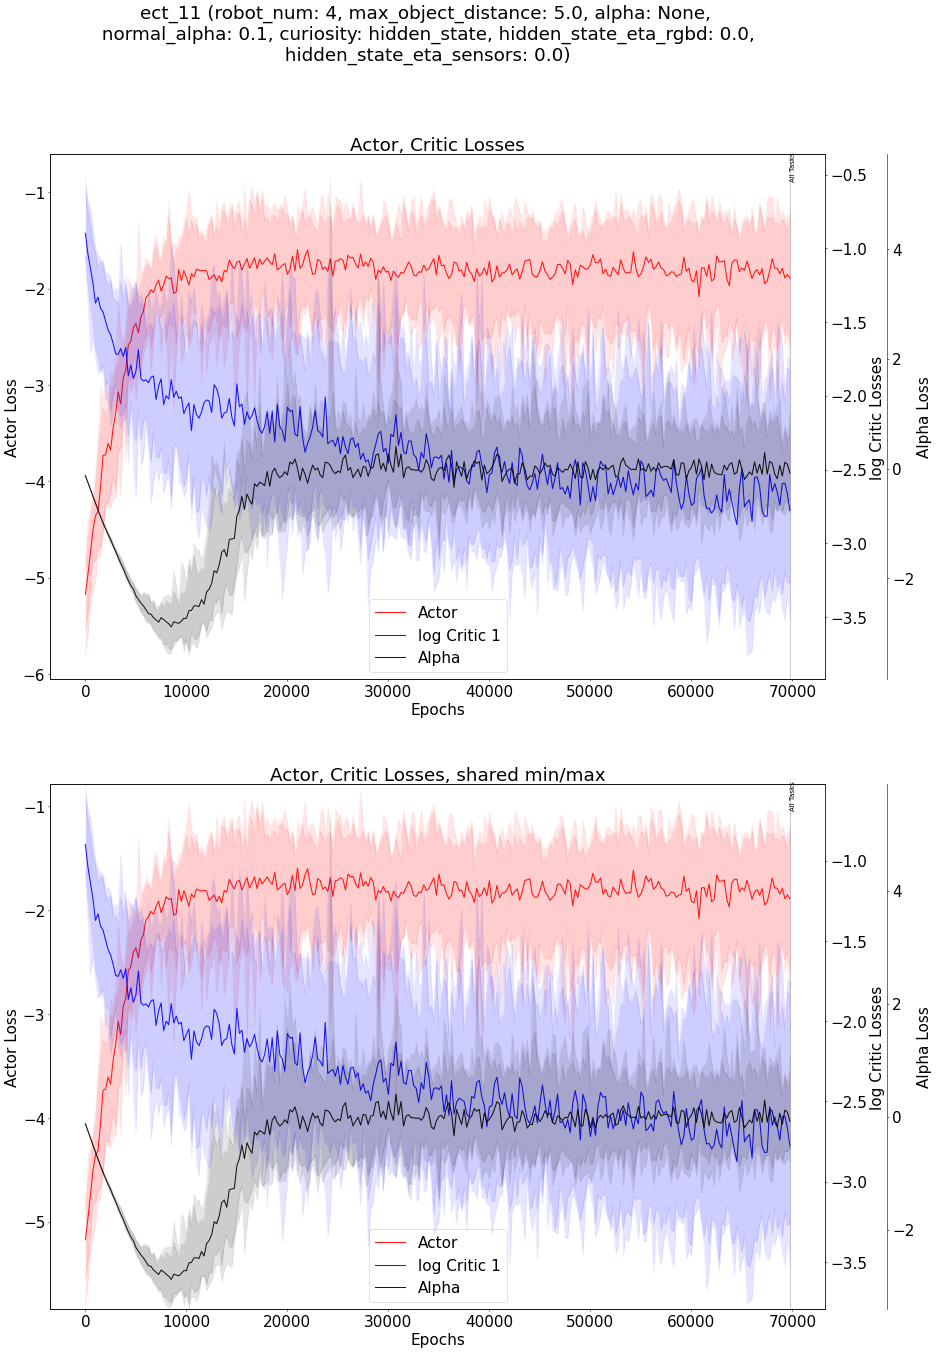 ect_11 (robot_num: 4, max_object_distance: 5.0, alpha: None,
normal_alpha: 0.1, curiosity: hidden_state, hidden_state_eta_rgbd: 0.0,
hidden_state_eta_sensors: 0.0)
Actor, Critic Losses
All Tasks
Actor Loss
−1
−2
−3
−4
−5
−6
log Critic Losses
−0.5
−1.0
−1.5
−2.0
−2.5
−3.0
−3.5
Alpha Loss
4
2
0
−2
Actor
log Critic 1
Alpha
0
10000
20000
30000
40000
50000
60000
70000
Epochs
Actor, Critic Losses, shared min/max
All Tasks
Actor Loss
−1
−2
−3
−4
−5
log Critic Losses
−1.0
−1.5
−2.0
−2.5
−3.0
−3.5
Alpha Loss
4
2
0
−2
Actor
log Critic 1
Alpha
0
10000
20000
30000
40000
50000
60000
70000
Epochs